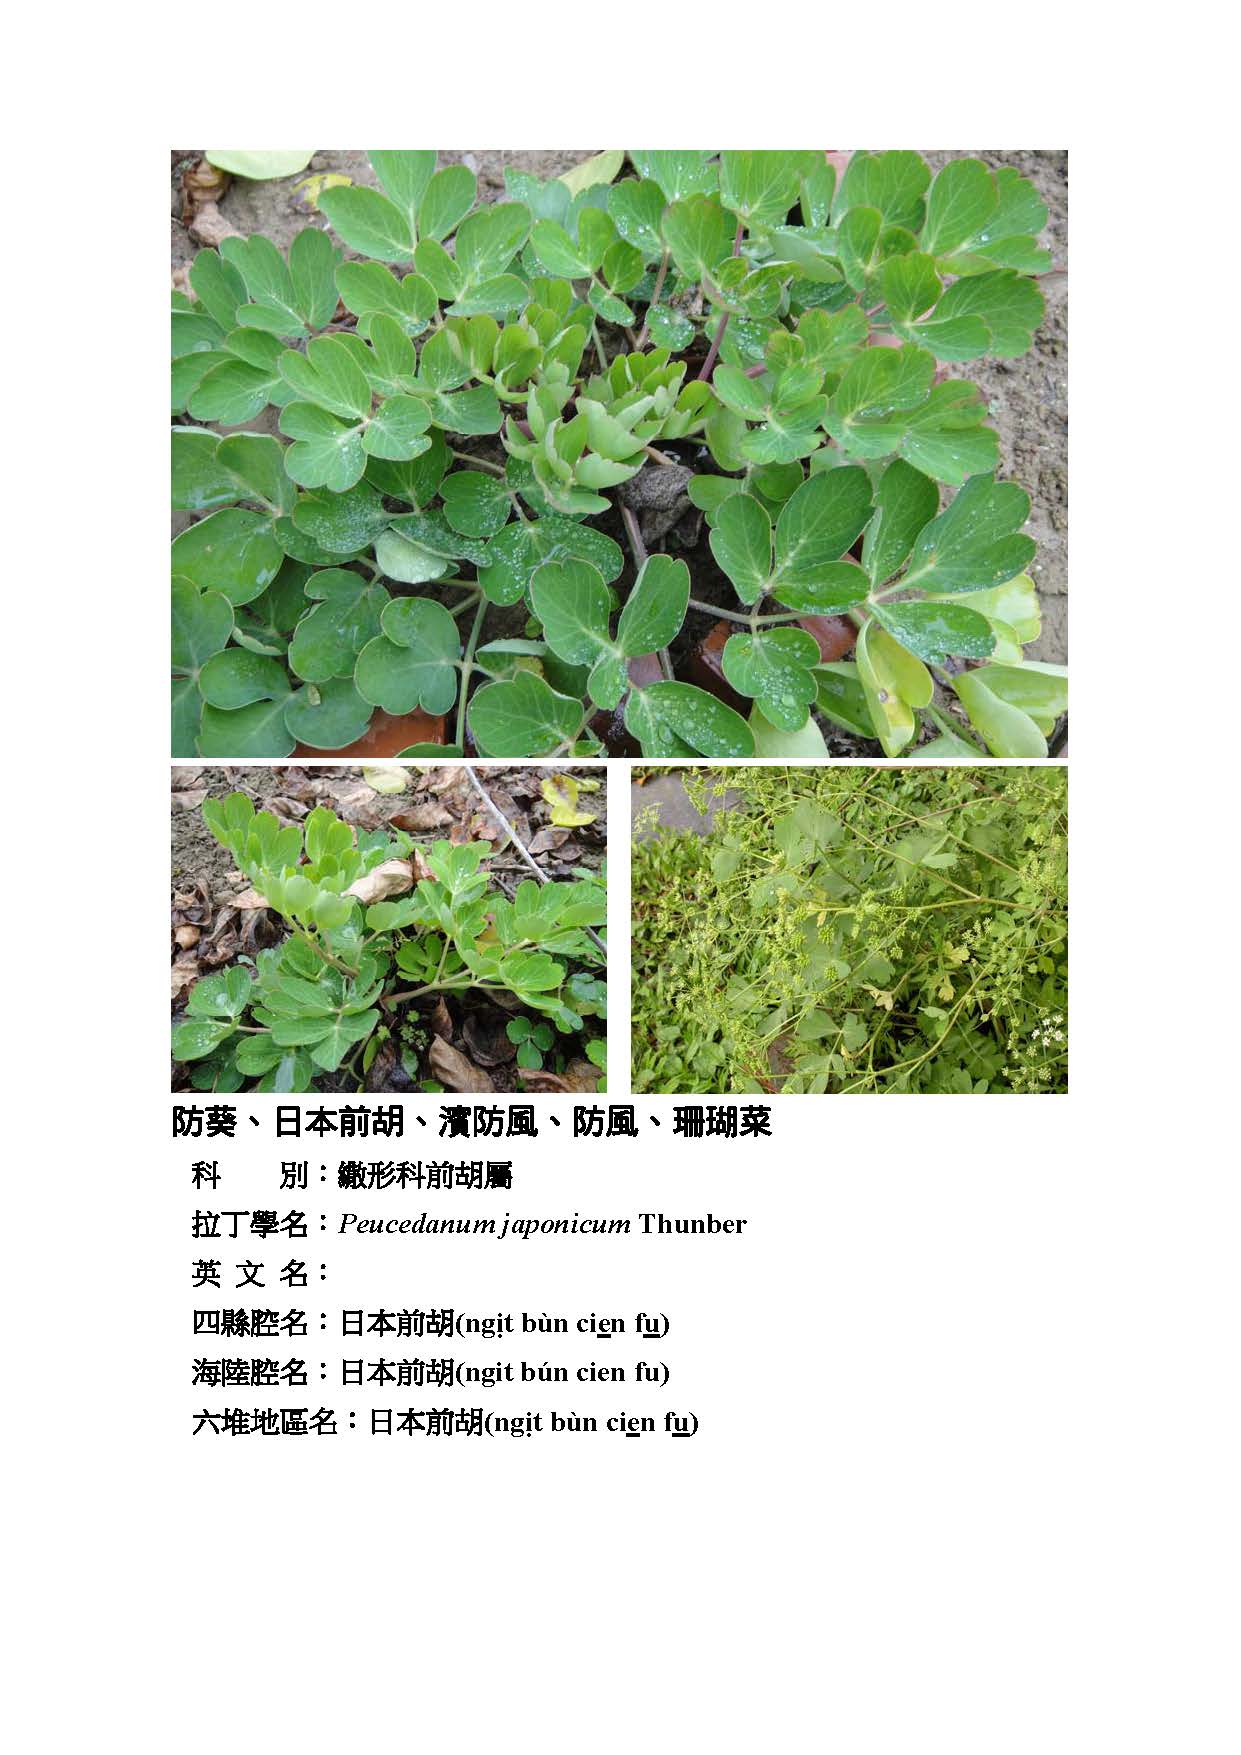 防葵、日本前胡、濱防風、防風、珊瑚菜
科　　別：繖形科前胡屬
拉丁學名：Peucedanum japonicum Thunber
英 文 名：
四縣腔名：日本前胡(ngi̩t bùn cien fu)
海陸腔名：日本前胡(ngit bún cien fu)
六堆地區名：日本前胡(ngi̩t bùn cien fu)